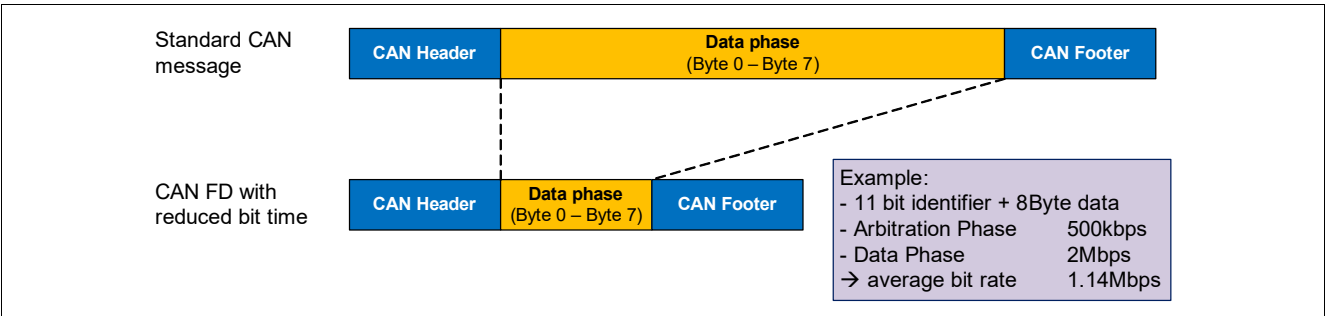 Standard CAN
message
CAN Header
Data phase
(Byte 0 – Byte 7)
CAN Footer
CAN FD with
reduced bit time
CAN Header
Data phase
(Byte 0 – Byte 7)
CAN Footer
Example:
- 11 bit identifier + 8Byte data
- Arbitration Phase 500kbps
- Data Phase 2Mbps
→ average bit rate 1.14Mbps